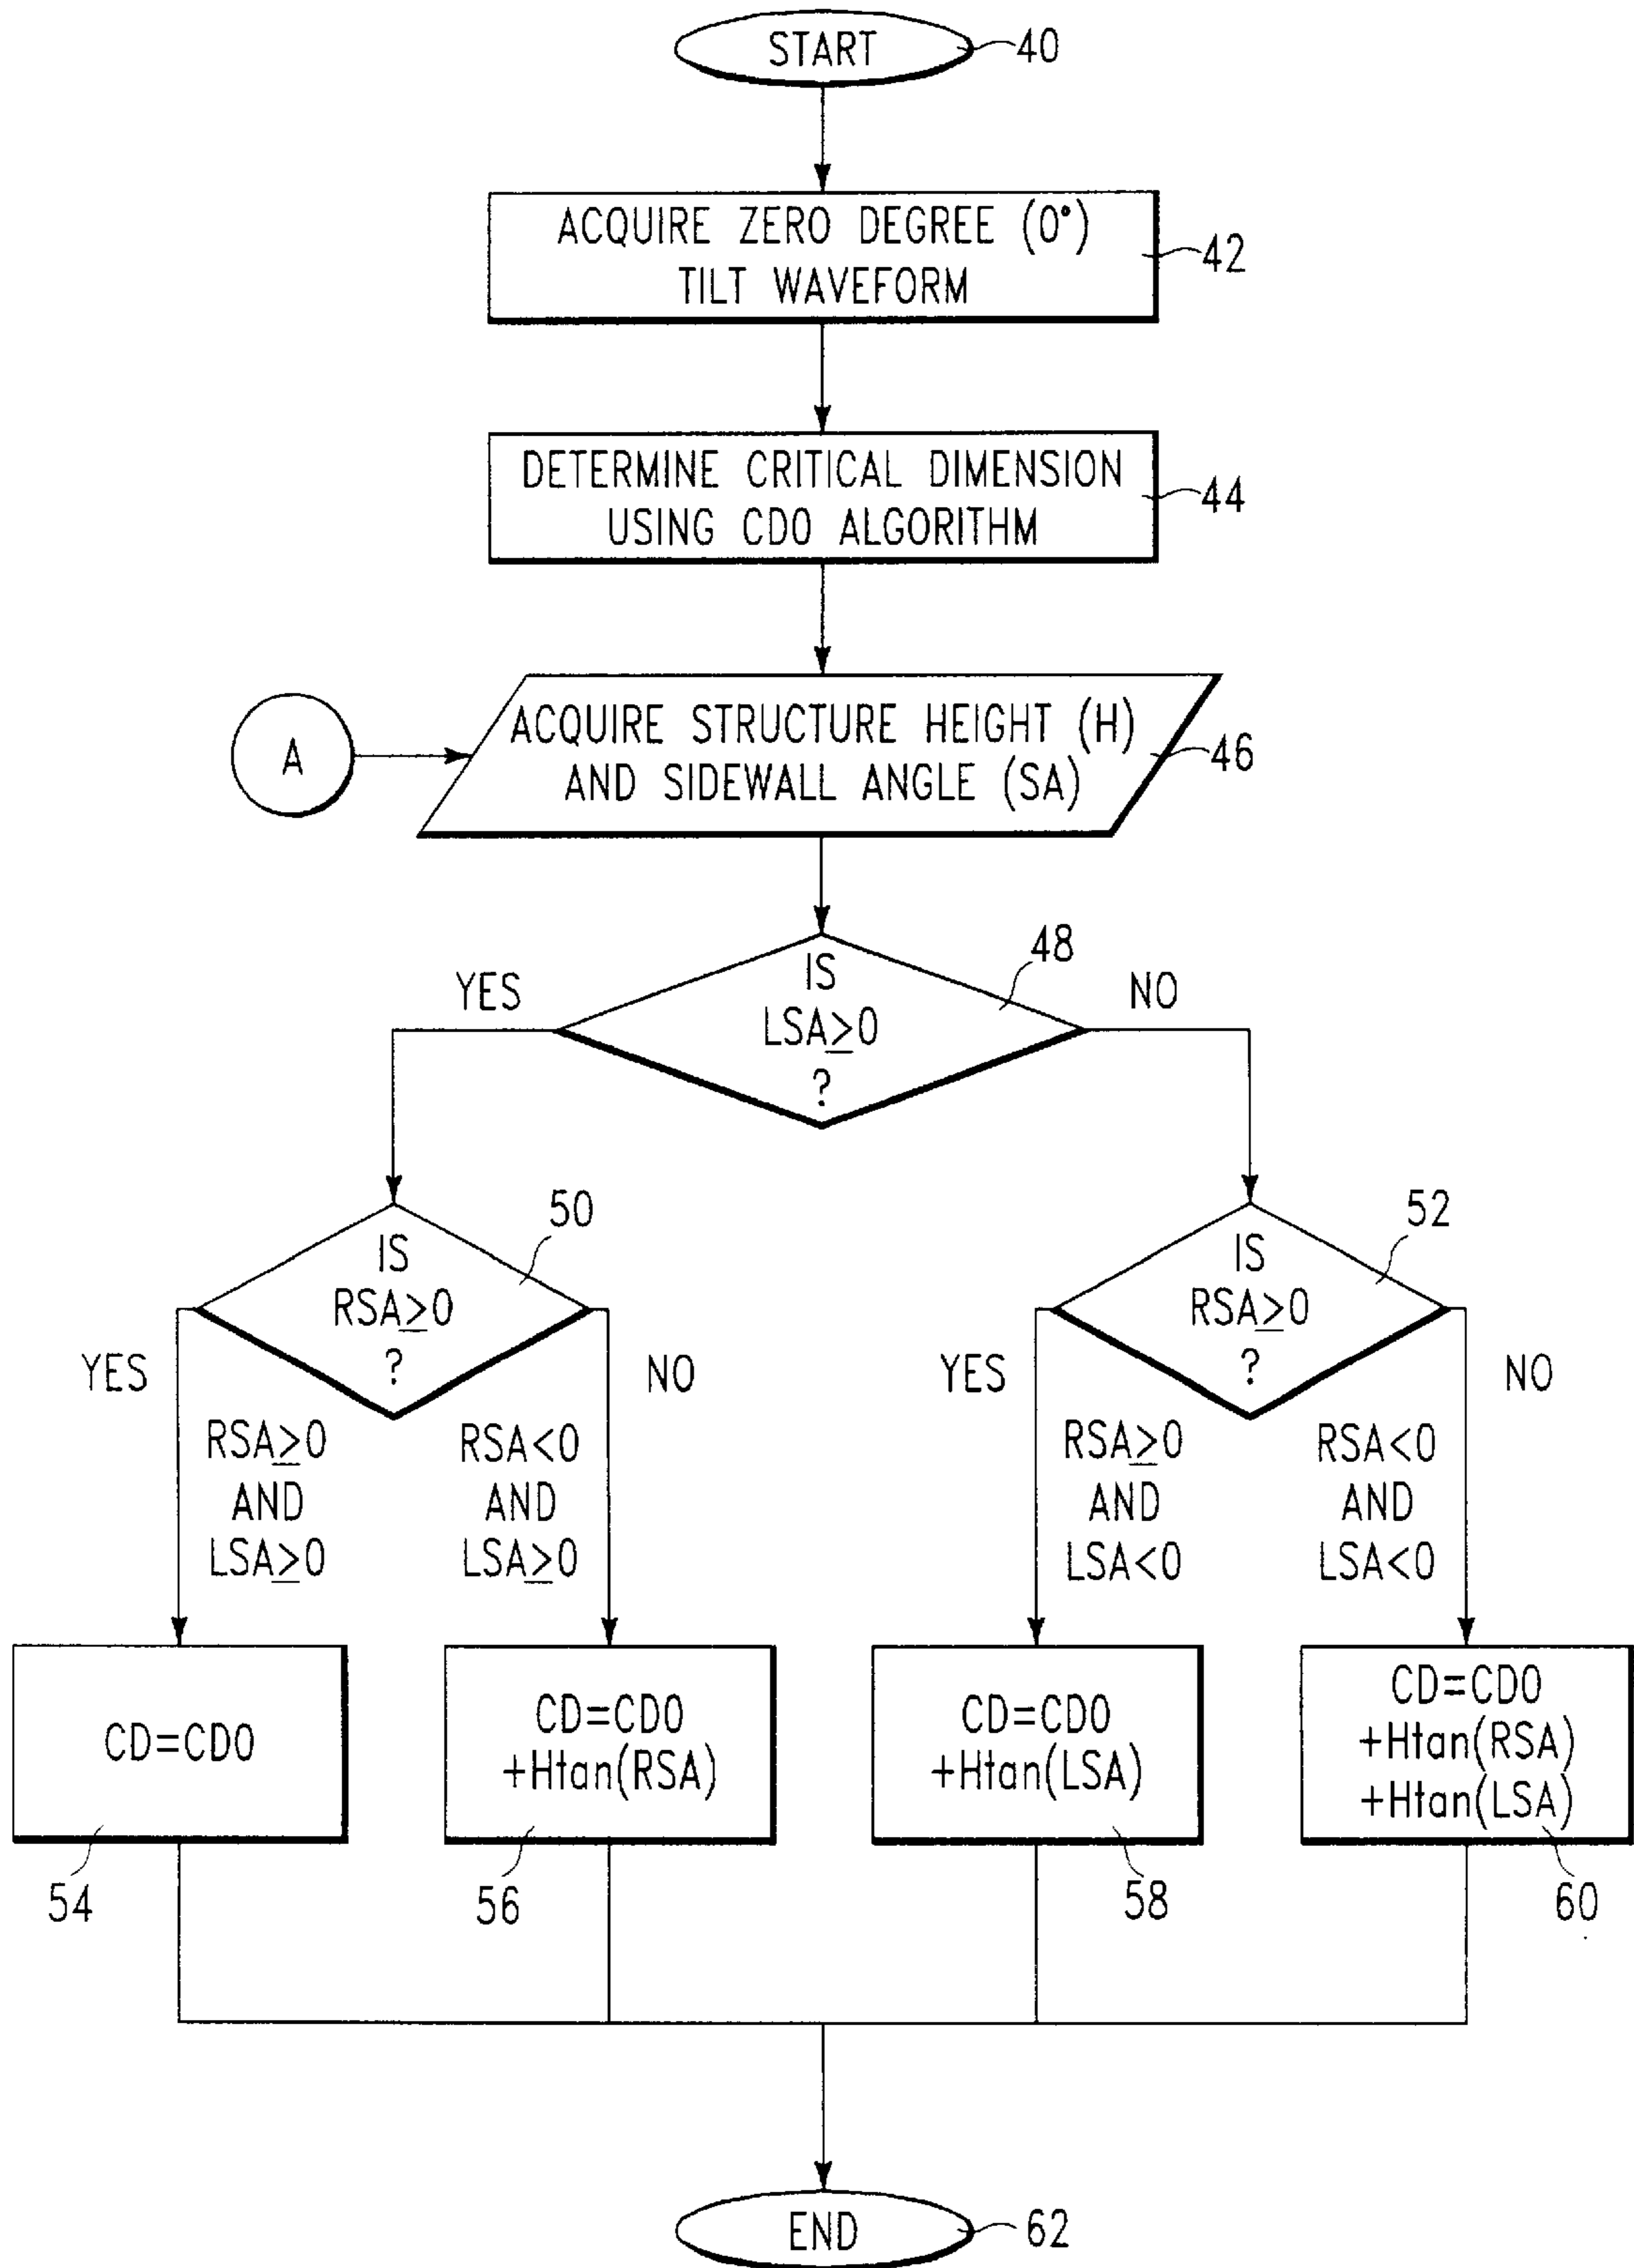 START
40
ACQUIRE ZERO DEGREE (0°)
TILT WAVEFORM
42
DETERMINE CRITICAL DIMENSION
USING CD0 ALGORITHM
44
A
ACQUIRE STRUCTURE HEIGHT (H)
AND SIDEWALL ANGLE (SA)
46
48
YES
IS
LSA≥0
?
NO
50
IS
RSA≥0
?
YES
NO
52
IS
RSA≥0
?
YES
NO
RSA≥0
AND
LSA≥0
RSA<0
AND
LSA≥0
RSA≥0
AND
LSA<0
RSA<0
AND
LSA<0
CD=CD0
54
CD=CD0
+Htan(RSA)
56
CD=CD0
+Htan(LSA)
58
CD=CD0
+Htan(RSA)
+Htan(LSA)
60
END
62